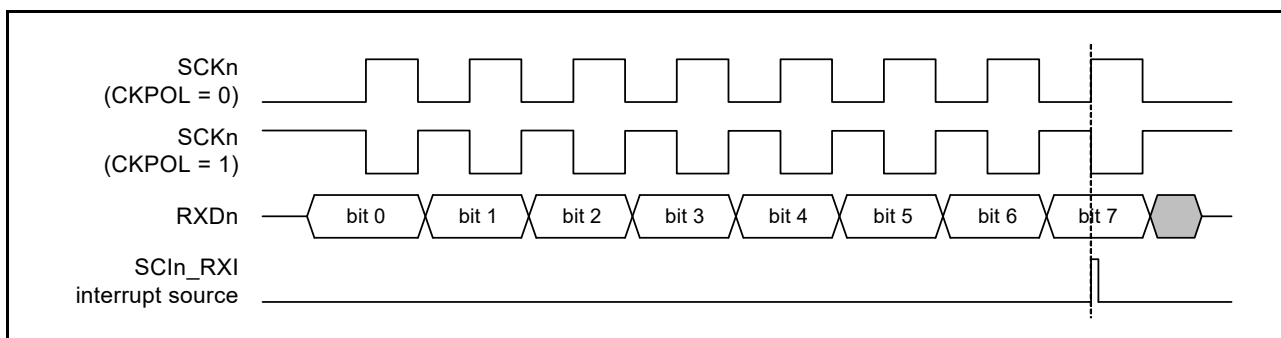 SCKn
(CKPOL = 0)
SCKn
(CKPOL = 1)
RXDn
bit 0 bit 1 bit 2 bit 3 bit 4 bit 5 bit 6 bit 7
SCIn_RXI
interrupt source